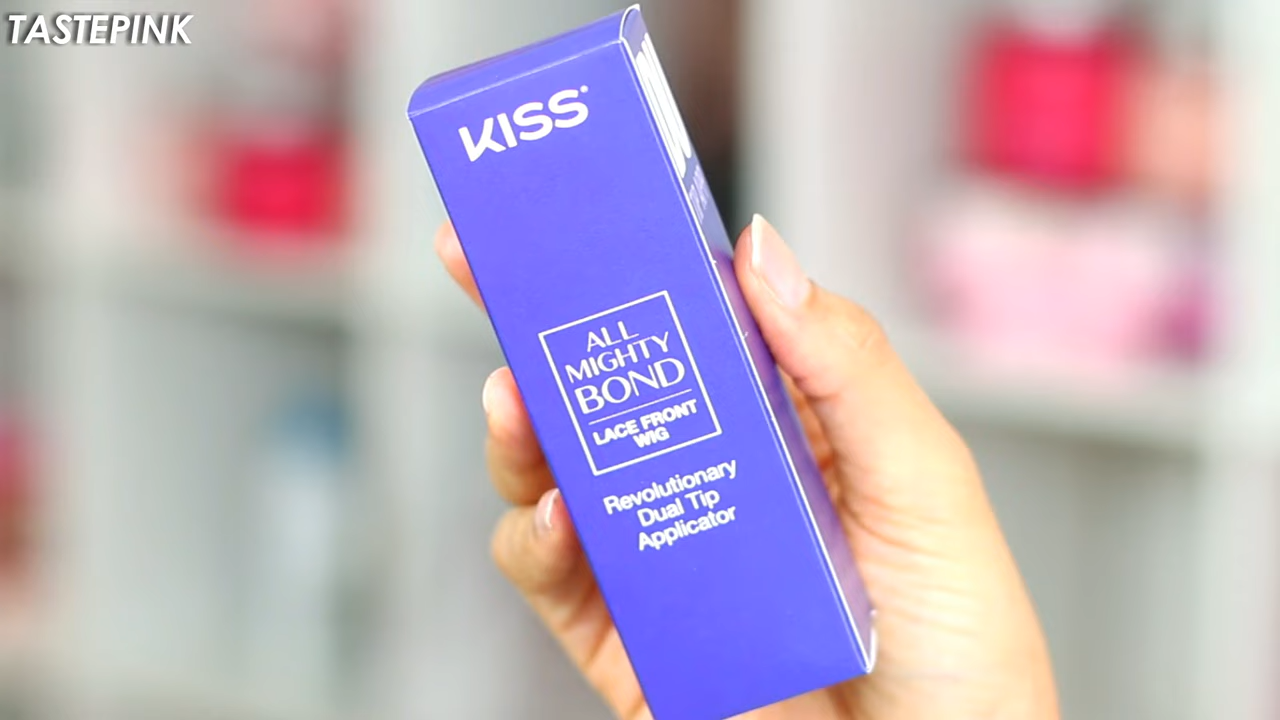 TASTEPINK
KISS
ALL
MIGHTY
BOND
LACE FRONT
WIG
Revolutionary
Dual Tip
Applicator